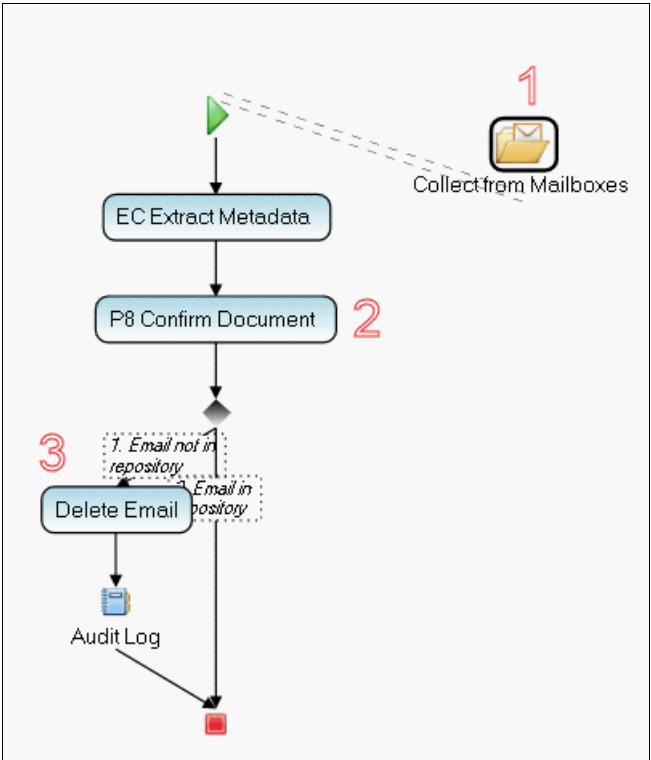 1
Collect from Mailboxes
EC Extract Metadata
P8 Confirm Document
2
3
1. Email not in
repository
Email in
Delete Email
Audit Log